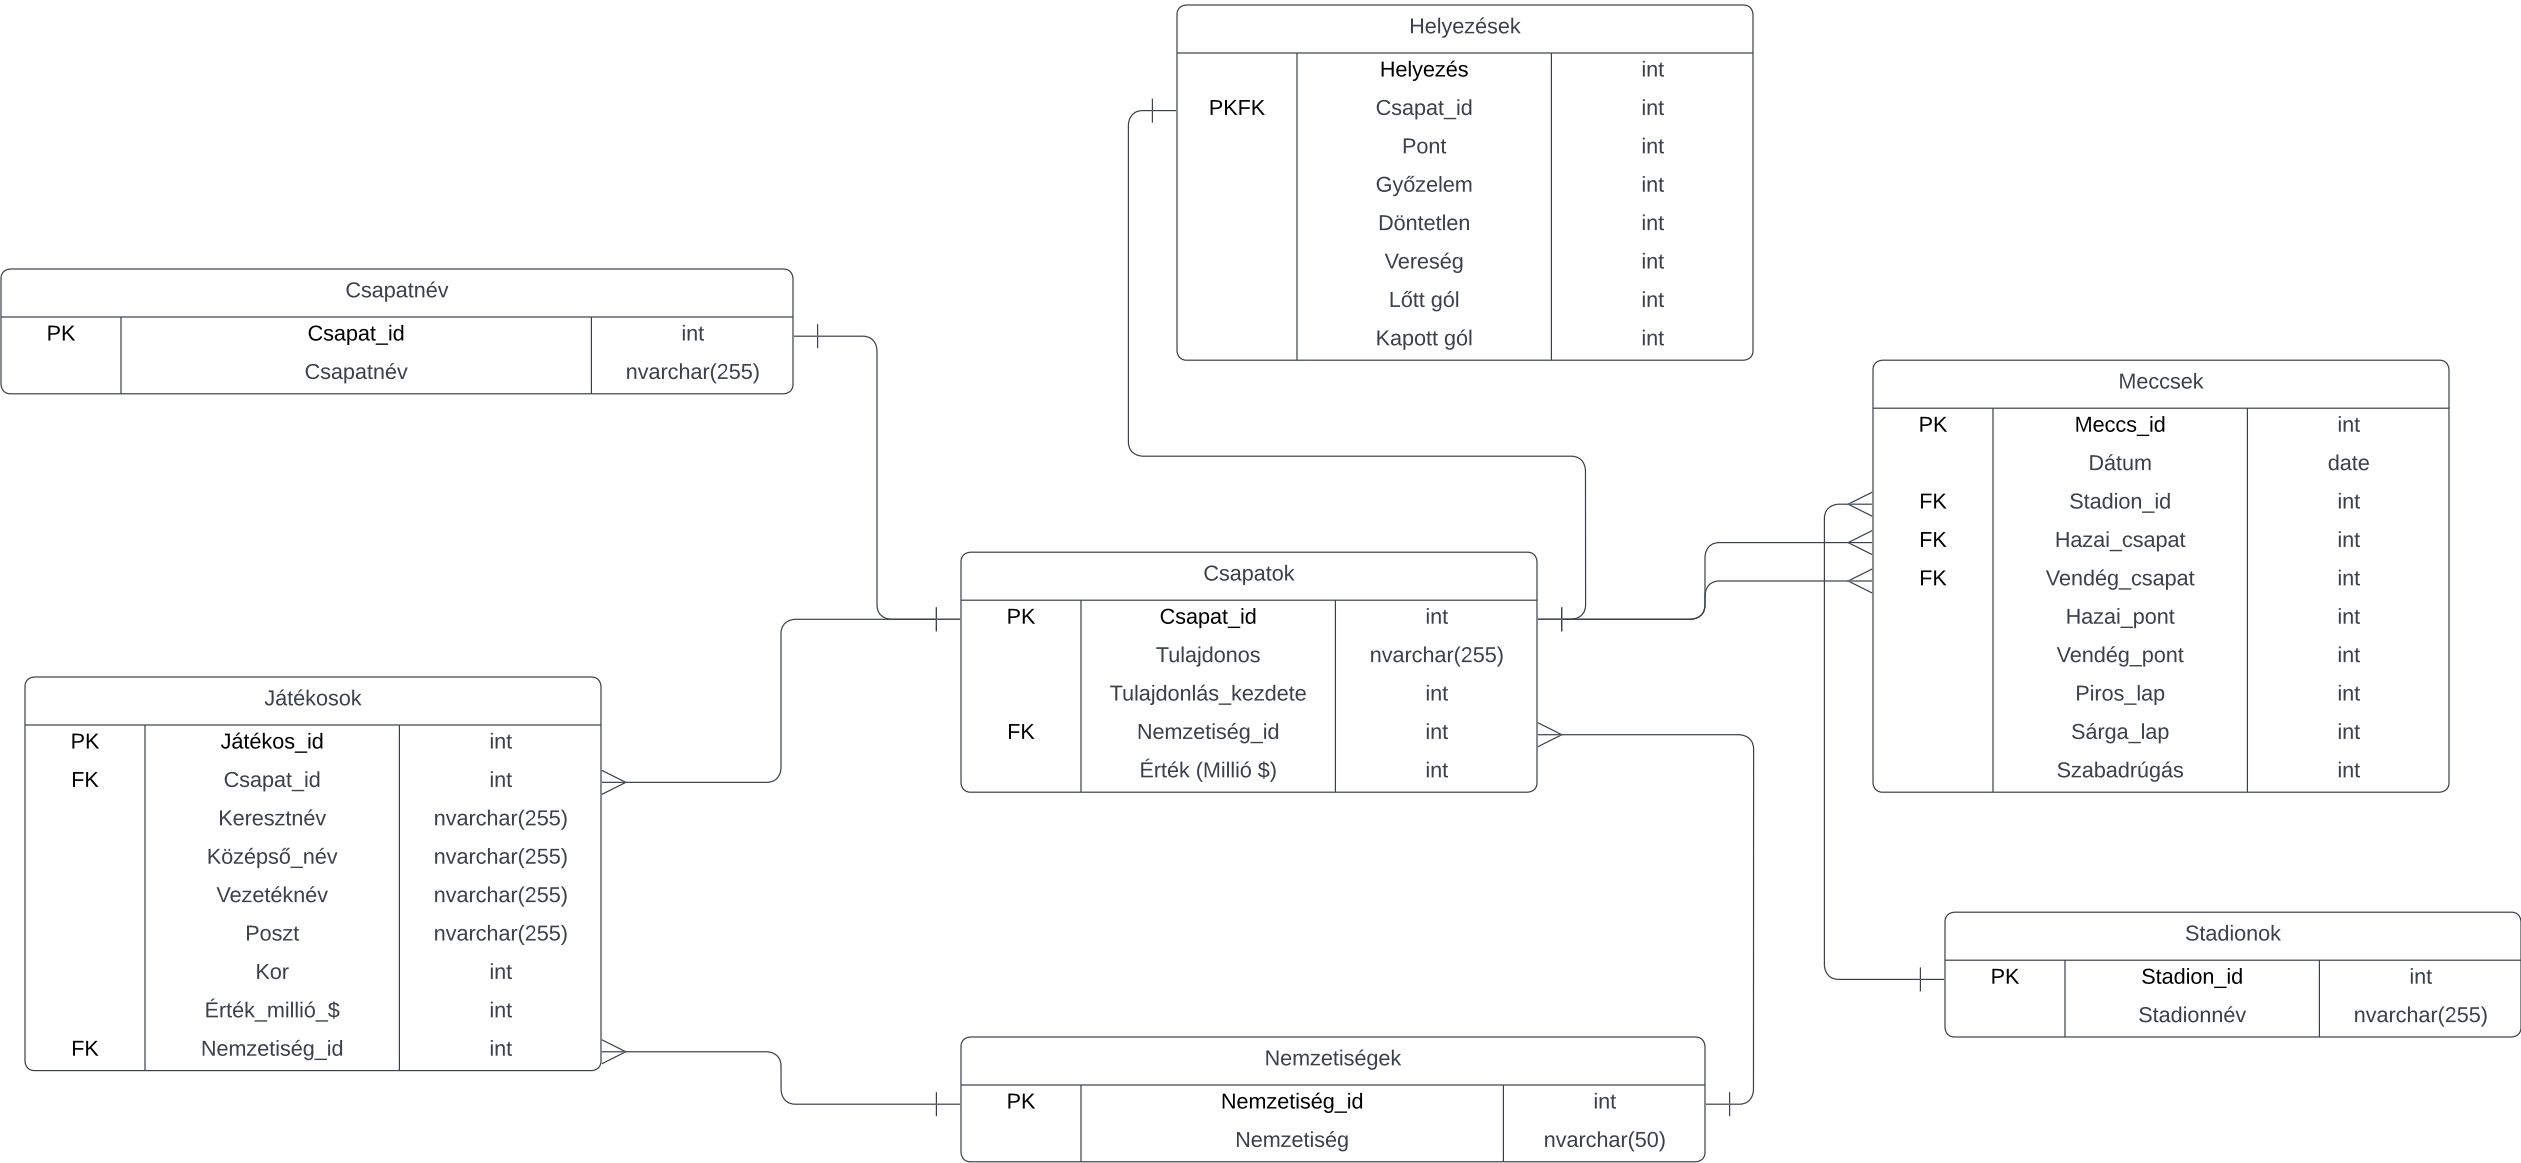 Helyezések
Helyezés int
PKFK Csapat_id int
Pont int
Győzelem int
Döntetlen int
Vereség int
Lőtt gól int
Kapott gól int
Csapatnév
PK Csapat_id int
Csapatnév nvarchar(255)
Meccsek
PK Meccs_id int
Dátum date
FK Stadion_id int
FK Hazai_csapat int
FK Vendég_csapat int
Hazai_pont int
Vendég_pont int
Piros_lap int
Sárga_lap int
Szabadrúgás int
Csapatok
PK Csapat_id int
Tulajdonos nvarchar(255)
Tulajdonlás_kezdete int
FK Nemzetiség_id int
Érték (Millió $) int
Játékosok
PK Játékos_id int
FK Csapat_id int
Keresztnév nvarchar(255)
Középső_név nvarchar(255)
Vezetéknév nvarchar(255)
Poszt nvarchar(255)
Kor int
Érték_millió_$ int
FK Nemzetiség_id int
Stadionok
PK Stadion_id int
Stadionnév nvarchar(255)
Nemzetiségek
PK Nemzetiség_id int
Nemzetiség nvarchar(50)